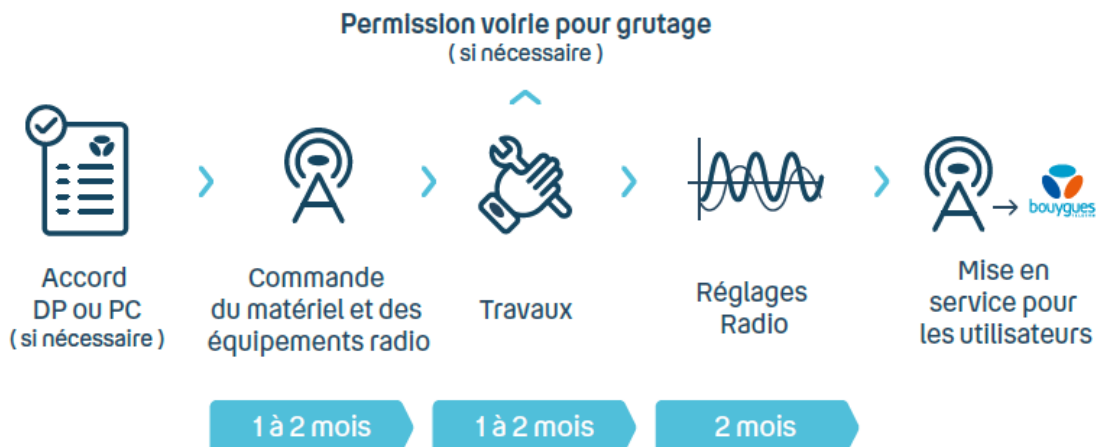 Permission voirie pour grutage
( si nécessaire )
Accord
DP ou PC
( si nécessaire )
Commande
du matériel et des
équipements radio
Travaux
Réglages
Radio
bouygues
TELECOM
Mise en
service pour
les utilisateurs
1 à 2 mois
1 à 2 mois
2 mois